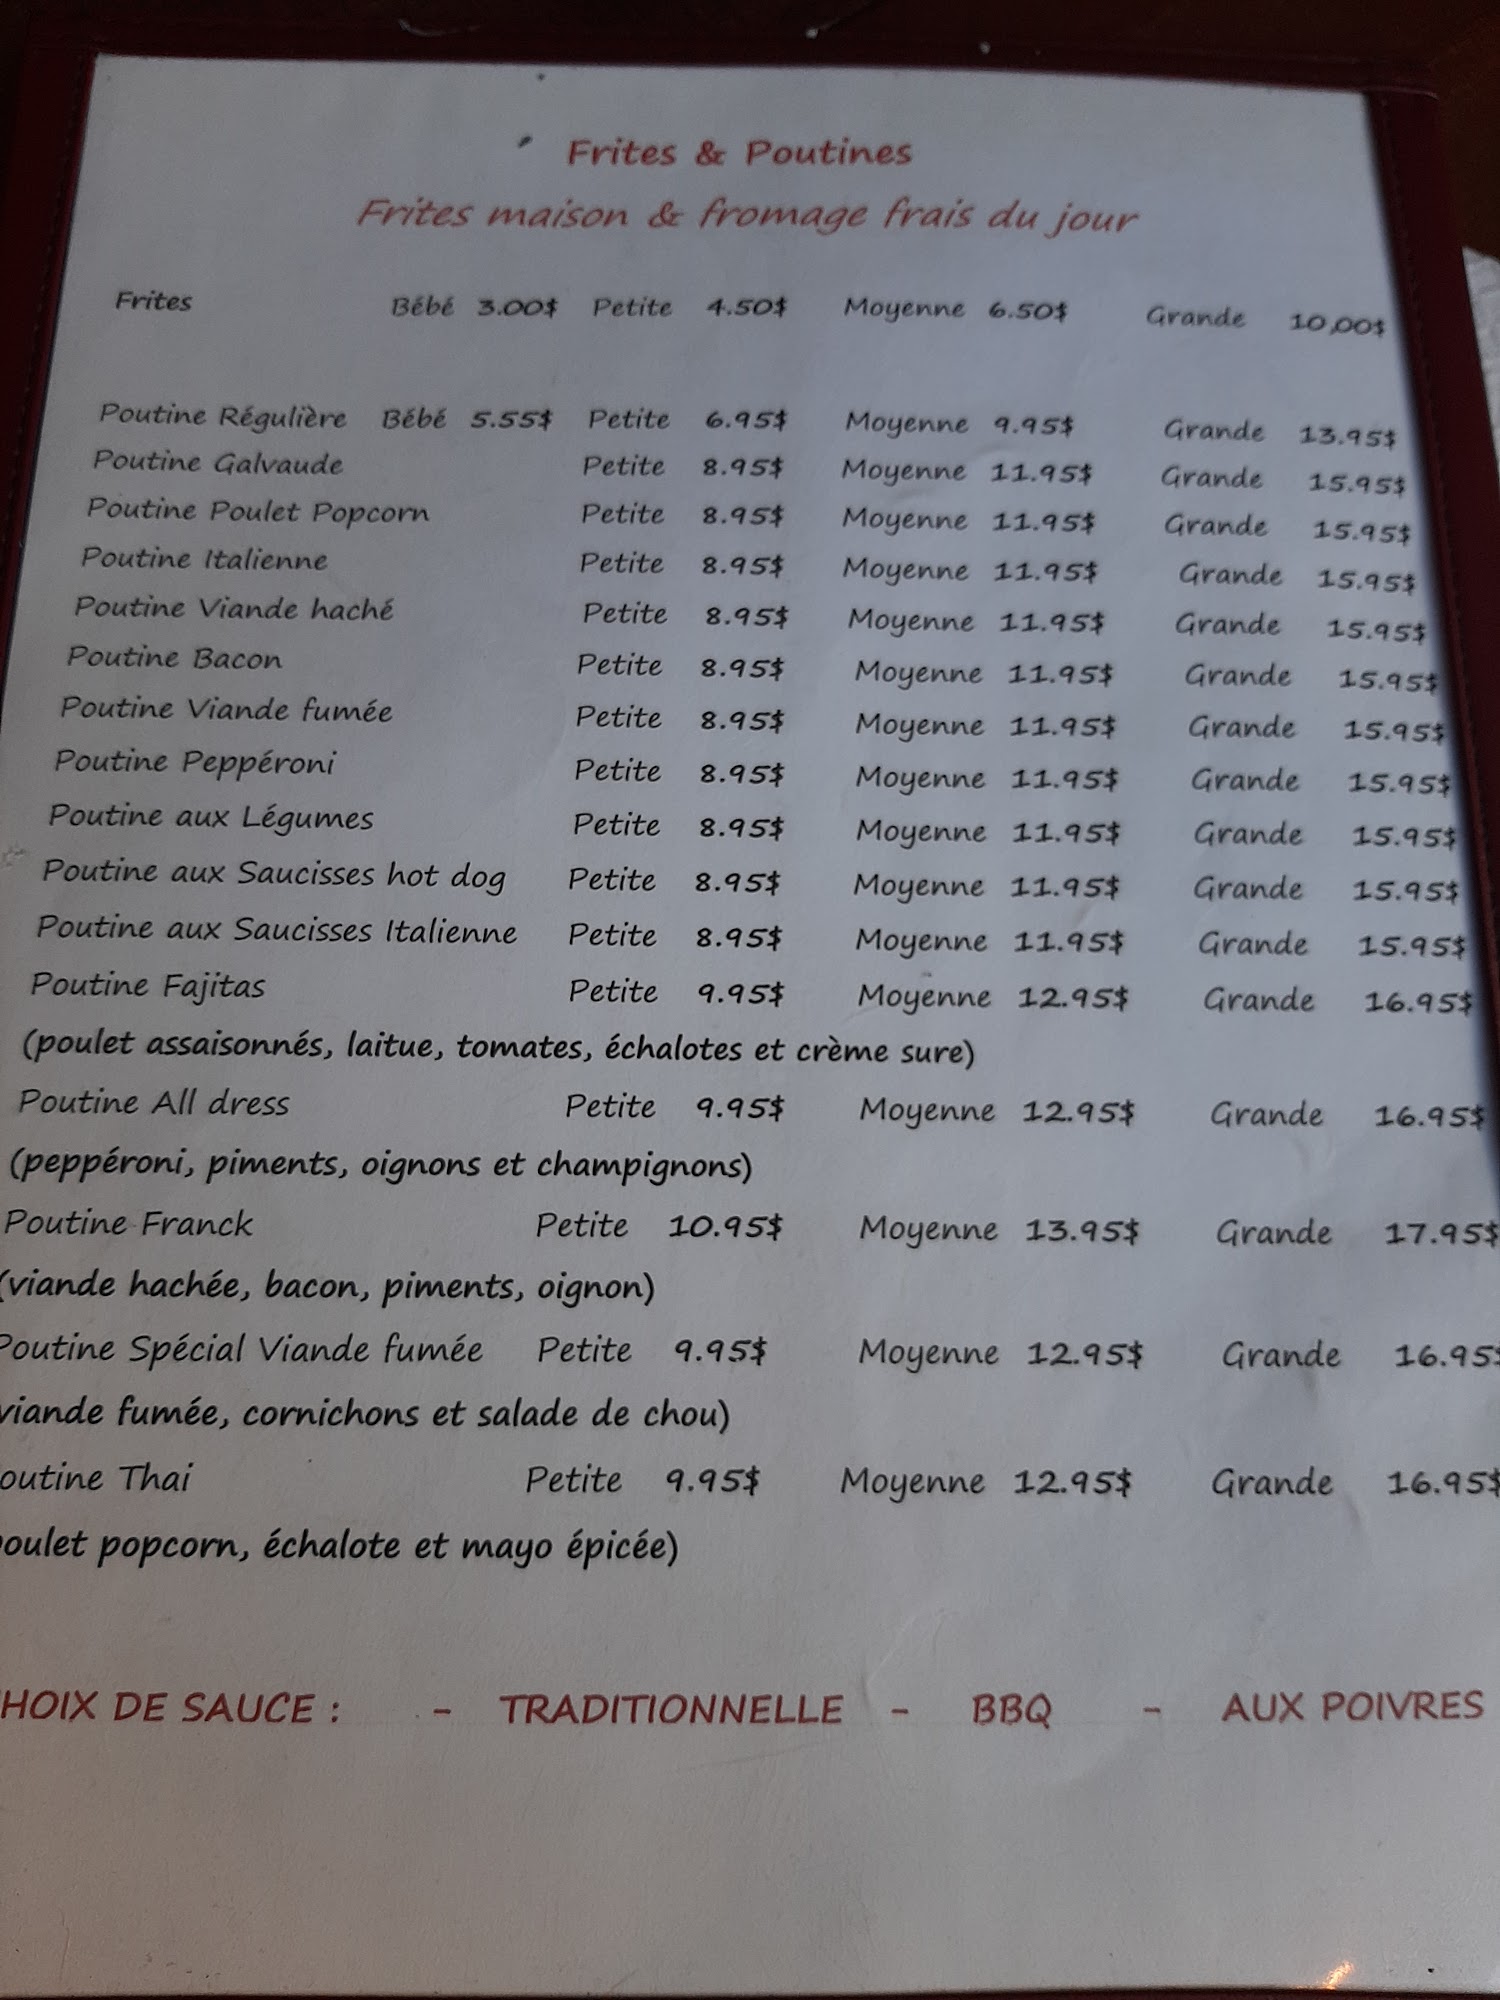 Frites & Poutines
Frites maison & fromage frais du jour
Frites Bébé 3.00$ Petite 4.50$ Moyenne 6.50$ Grande 10,00$
Poutine Régulière Bébé 5.55$ Petite 6.95$ Moyenne 9.95$ Grande 13.95$
Poutine Galvaude Petite 8.95$ Moyenne 11.95$ Grande 15.95$
Poutine Poulet Popcorn Petite 8.95$ Moyenne 11.95$ Grande 15.95$
Poutine Italienne Petite 8.95$ Moyenne 11.95$ Grande 15.95$
Poutine Viande haché Petite 8.95$ Moyenne 11.95$ Grande 15.95$
Poutine Bacon Petite 8.95$ Moyenne 11.95$ Grande 15.95$
Poutine Viande fumée Petite 8.95$ Moyenne 11.95$ Grande 15.95$
Poutine Peppéroni Petite 8.95$ Moyenne 11.95$ Grande 15.95$
Poutine aux Légumes Petite 8.95$ Moyenne 11.95$ Grande 15.95$
Poutine aux Saucisses hot dog Petite 8.95$ Moyenne 11.95$ Grande 15.95$
Poutine aux Saucisses Italienne Petite 8.95$ Moyenne 11.95$ Grande 15.95$
Poutine Fajitas Petite 9.95$ Moyenne 12.95$ Grande 16.95$
(poulet assaisonnés, laitue, tomates, échalotes et crème sure)
Poutine All dress Petite 9.95$ Moyenne 12.95$ Grande 16.95$
(peppéroni, piments, oignons et champignons)
Poutine Franck Petite 10.95$ Moyenne 13.95$ Grande 17.95$
(viande hachée, bacon, piments, oignon)
Poutine Spécial Viande fumée Petite 9.95$ Moyenne 12.95$ Grande 16.95$
viande fumée, cornichons et salade de chou)
outine Thai Petite 9.95$ Moyenne 12.95$ Grande 16.95$
oulet popcorn, échalote et mayo épicée)
HOIX DE SAUCE : - TRADITIONNELLE - BBQ - AUX POIVRES